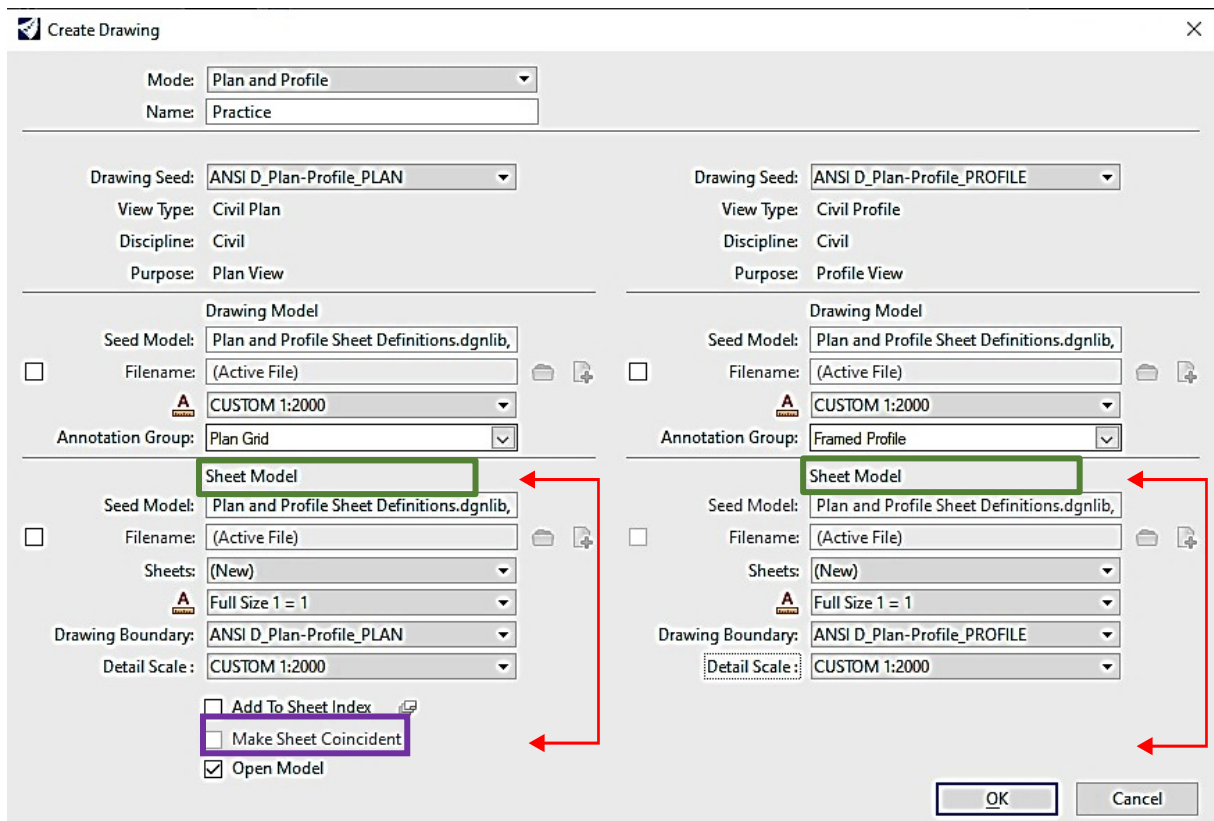 Create Drawing
Mode: Plan and Profile
Name: Practice
Drawing Seed: ANSI D_Plan-Profile_PLAN
View Type: Civil Plan
Discipline: Civil
Purpose: Plan View
Drawing Model
Seed Model: Plan and Profile Sheet Definitions.dgnlib,
Filename: (Active File)
A CUSTOM 1:2000
Annotation Group: Plan Grid
Sheet Model
Seed Model: Plan and Profile Sheet Definitions.dgnlib,
Filename: (Active File)
Sheets: (New)
A Full Size 1 = 1
Drawing Boundary: ANSI D_Plan-Profile_PLAN
Detail Scale : CUSTOM 1:2000
Add To Sheet Index
Make Sheet Coincident
Open Model
Drawing Seed: ANSI D_Plan-Profile_PROFILE
View Type: Civil Profile
Discipline: Civil
Purpose: Profile View
Drawing Model
Seed Model: Plan and Profile Sheet Definitions.dgnlib,
Filename: (Active File)
A CUSTOM 1:2000
Annotation Group: Framed Profile
Sheet Model
Seed Model: Plan and Profile Sheet Definitions.dgnlib,
Filename: (Active File)
Sheets: (New)
A Full Size 1 = 1
Drawing Boundary: ANSI D_Plan-Profile_PROFILE
Detail Scale : CUSTOM 1:2000
OK Cancel